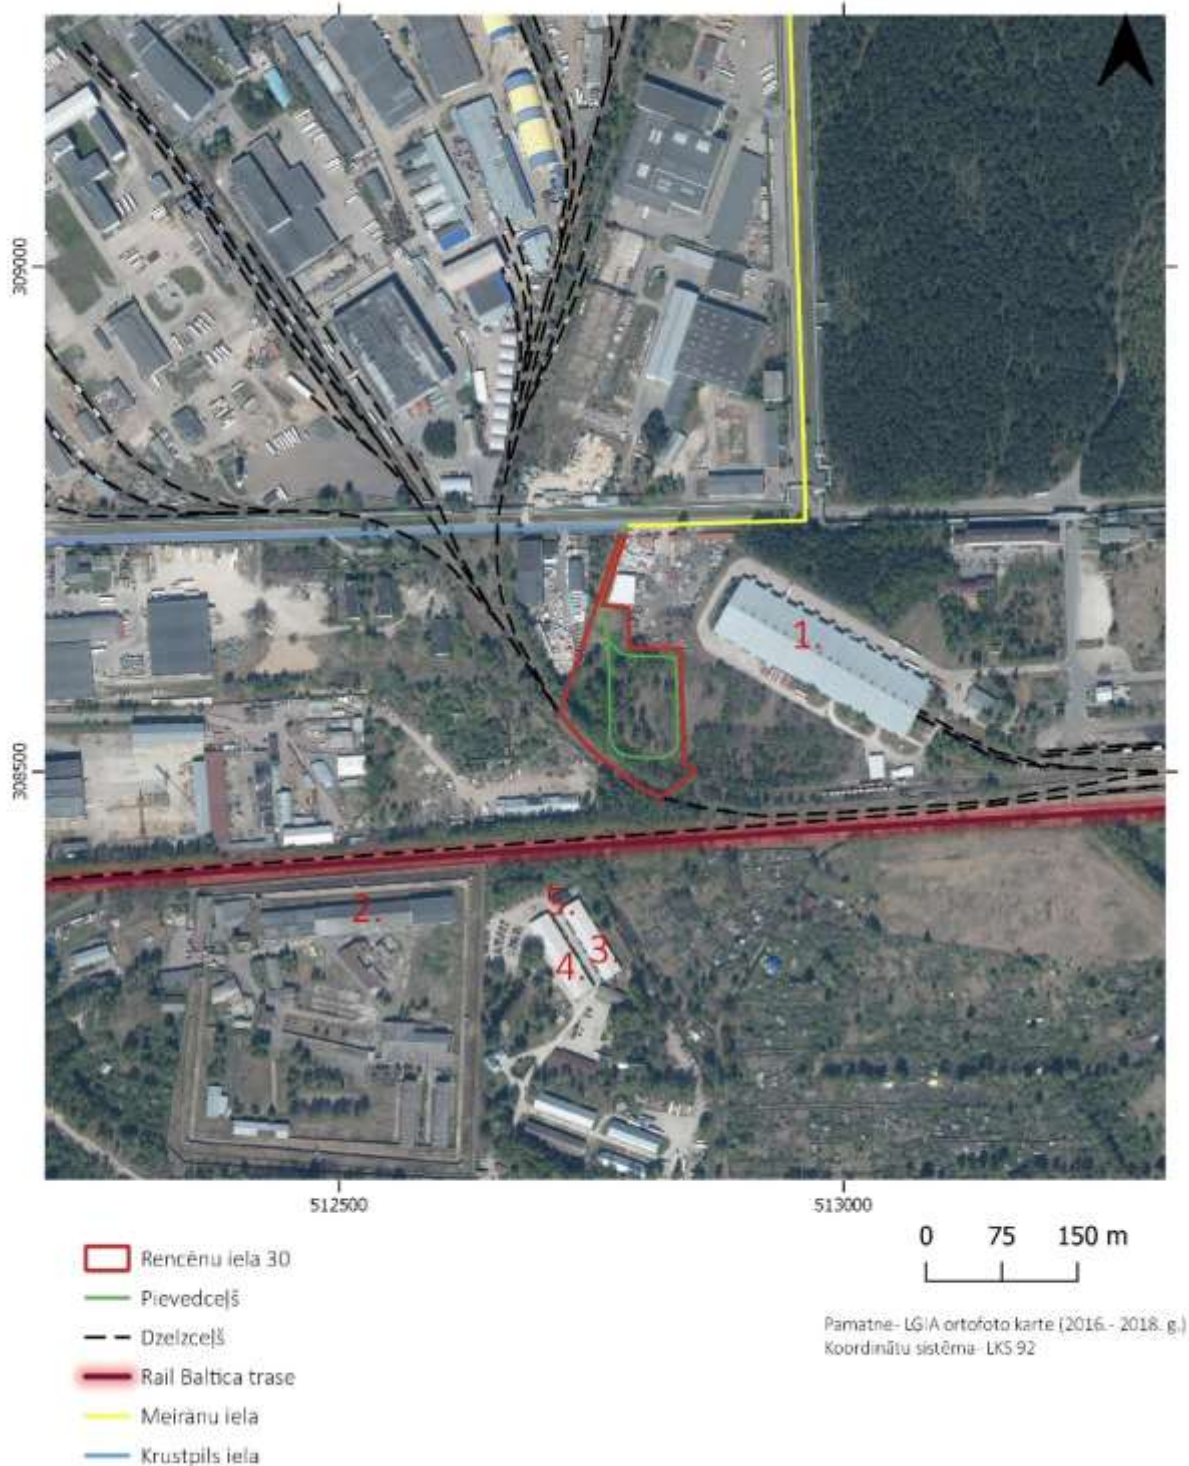 309000
308500
1.
2.
5.
3
4.
512500
513000
Rencēnu iela 30
Pievedceļš
Dzelzceļš
Rail Baltica trase
Meirānu iela
Krustpils iela
0 75 150 m
Pamatne- LĢIA ortofoto karte (2016.- 2018. g.)
Koordinātu sistēma- LKS 92